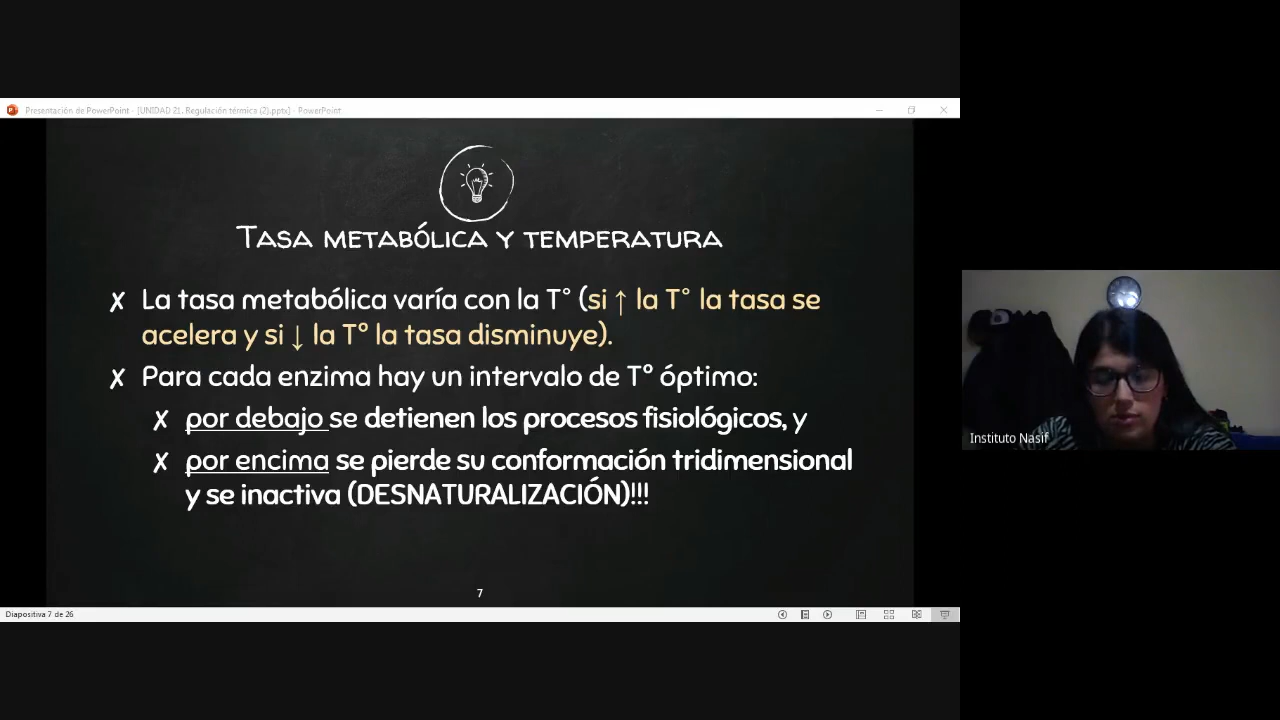 Presentación de PowerPoint - [UNIDAD 21. Regulación térmica (2).pptx] - PowerPoint
TASA METABÓLICA Y TEMPERATURA
✗ La tasa metabólica varía con la T° (si ↑ la T° la tasa se
acelera y si ↓ la T° la tasa disminuye).
✗ Para cada enzima hay un intervalo de T° óptimo:
✗ por debajo se detienen los procesos fisiológicos, y
✗ por encima se pierde su conformación tridimensional
y se inactiva (DESNATURALIZACIÓN)!!!
7
Diapositiva 7 de 26
Instituto Nasif